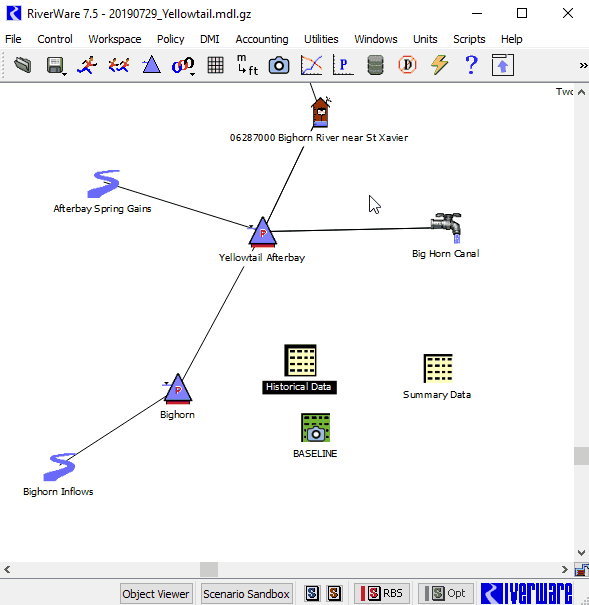 RiverWare 7.5 - 20190729_Yellowtail.mdl.gz
File Control Workspace Policy DMI Accounting Utilities Windows Units Scripts Help
m
ft
P
D
?
»
Two
06287000 Bighorn River near St Xavier
Afterbay Spring Gains
P
Yellowtail Afterbay
Big Horn Canal
Historical Data
Summary Data
P
Bighorn
BASELINE
Bighorn Inflows
Object Viewer Scenario Sandbox S S S RBS S Opt Riverware